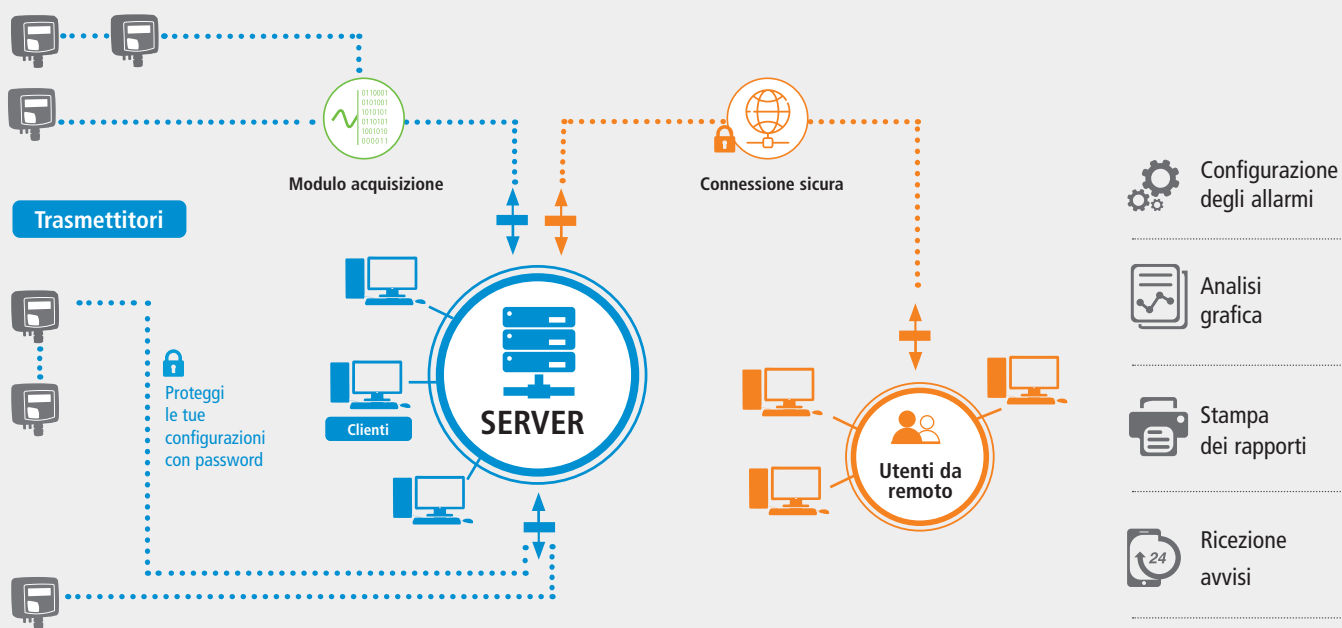 0110001
0101001
1010101
0110101
1001010
000011
Modulo acquisizione
Connessione sicura
Trasmettitori
Proteggi
le tue
configurazioni
con password
Clienti
SERVER
Utenti da
remoto
Configurazione
degli allarmi
Analisi
grafica
Stampa
dei rapporti
24
Ricezione
avvisi